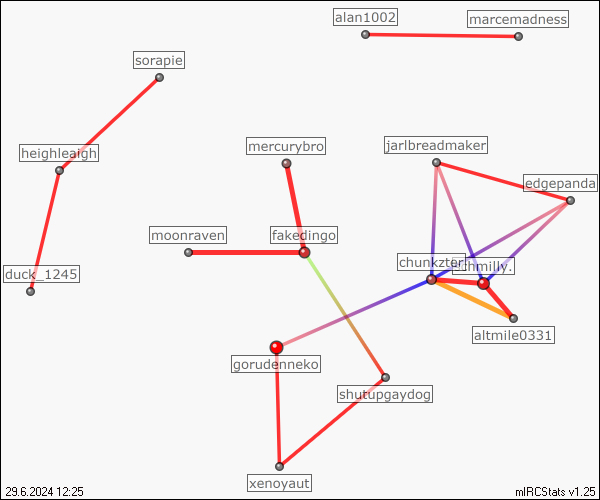 alan1002
marcemadness
sorapie
mercurybro
jarlbreadmaker
heighleaigh
edgepanda
moonraven
fakedingo
chunkzter
duck_1245
altmile0331
gorudenneko
shutupgaydog
xenoyaut
29.6.2024 12:25
mIRCStats v1.25